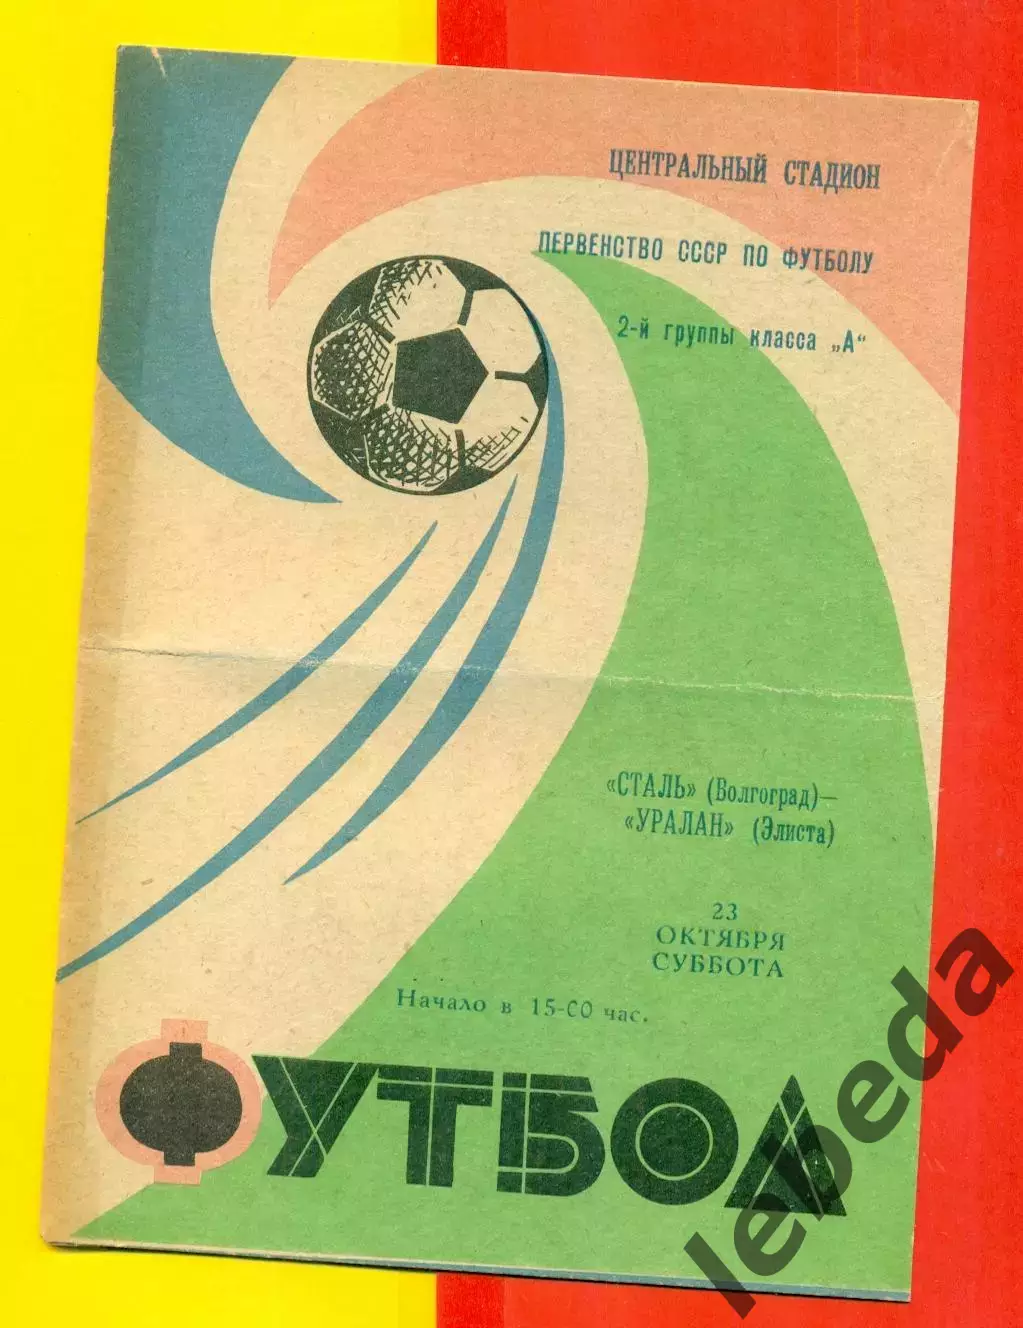 ЦЕНТРАЛЬНЫЙ СТАДИОН
ПЕРВЕНСТВО СССР ПО ФУТБОЛУ
2-й группы класса „А“
«СТАЛЬ» (Волгоград)—
«УРАЛАН» (Элиста)
23
ОКТЯБРЯ
СУББОТА
Начало в 15-00 час.
ФУТБОЛ
lebeda